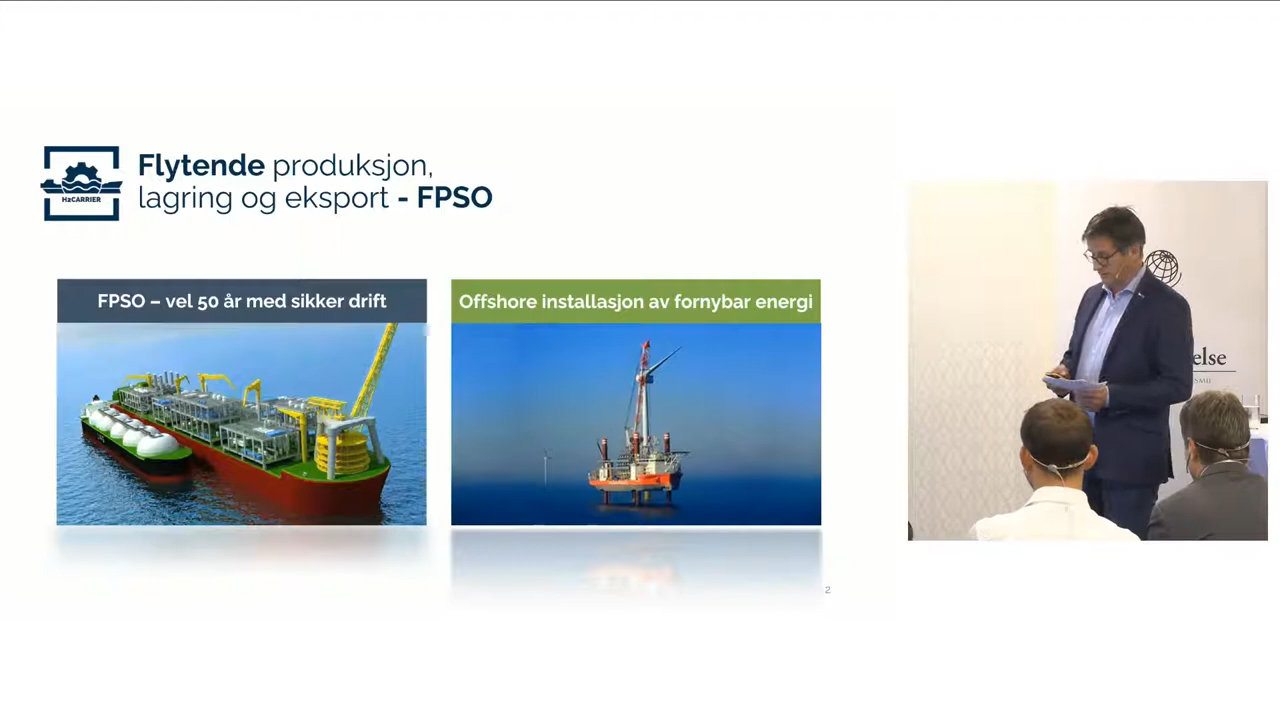 H2CARRIER
Flytende produksjon,
lagring og eksport - FPSO
FPSO – vel 50 år med sikker drift
Offshore installasjon av fornybar energi
2
else